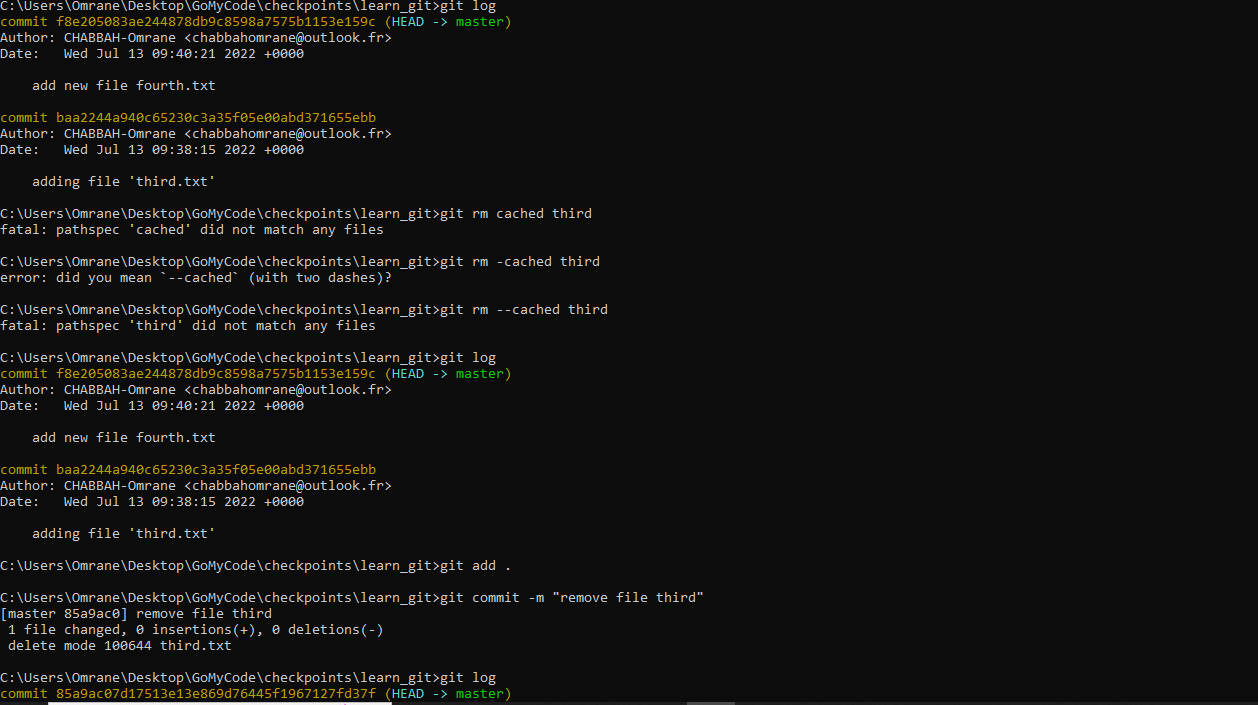 C:\Users\Omrane\Desktop\GoMyCode\checkpoints\learn_git>git log
commit f8e205083ae244878db9c8598a7575b1153e159c (HEAD -> master)
Author: CHABBAH-Omrane <chabbahomrane@outlook.fr>
Date:   Wed Jul 13 09:40:21 2022 +0000
    add new file fourth.txt
commit baa2244a940c65230c3a35f05e00abd371655ebb
Author: CHABBAH-Omrane <chabbahomrane@outlook.fr>
Date:   Wed Jul 13 09:38:15 2022 +0000
    adding file 'third.txt'
C:\Users\Omrane\Desktop\GoMyCode\checkpoints\learn_git>git rm cached third
fatal: pathspec 'cached' did not match any files
C:\Users\Omrane\Desktop\GoMyCode\checkpoints\learn_git>git rm -cached third
error: did you mean `--cached` (with two dashes)?
C:\Users\Omrane\Desktop\GoMyCode\checkpoints\learn_git>git rm --cached third
fatal: pathspec 'third' did not match any files
C:\Users\Omrane\Desktop\GoMyCode\checkpoints\learn_git>git log
commit f8e205083ae244878db9c8598a7575b1153e159c (HEAD -> master)
Author: CHABBAH-Omrane <chabbahomrane@outlook.fr>
Date:   Wed Jul 13 09:40:21 2022 +0000
    add new file fourth.txt
commit baa2244a940c65230c3a35f05e00abd371655ebb
Author: CHABBAH-Omrane <chabbahomrane@outlook.fr>
Date:   Wed Jul 13 09:38:15 2022 +0000
    adding file 'third.txt'
C:\Users\Omrane\Desktop\GoMyCode\checkpoints\learn_git>git add .
C:\Users\Omrane\Desktop\GoMyCode\checkpoints\learn_git>git commit -m "remove file third"
[master 85a9ac0] remove file third
 1 file changed, 0 insertions(+), 0 deletions(-)
 delete mode 100644 third.txt
C:\Users\Omrane\Desktop\GoMyCode\checkpoints\learn_git>git log
commit 85a9ac07d17513e13e869d76445f1967127fd37f (HEAD -> master)